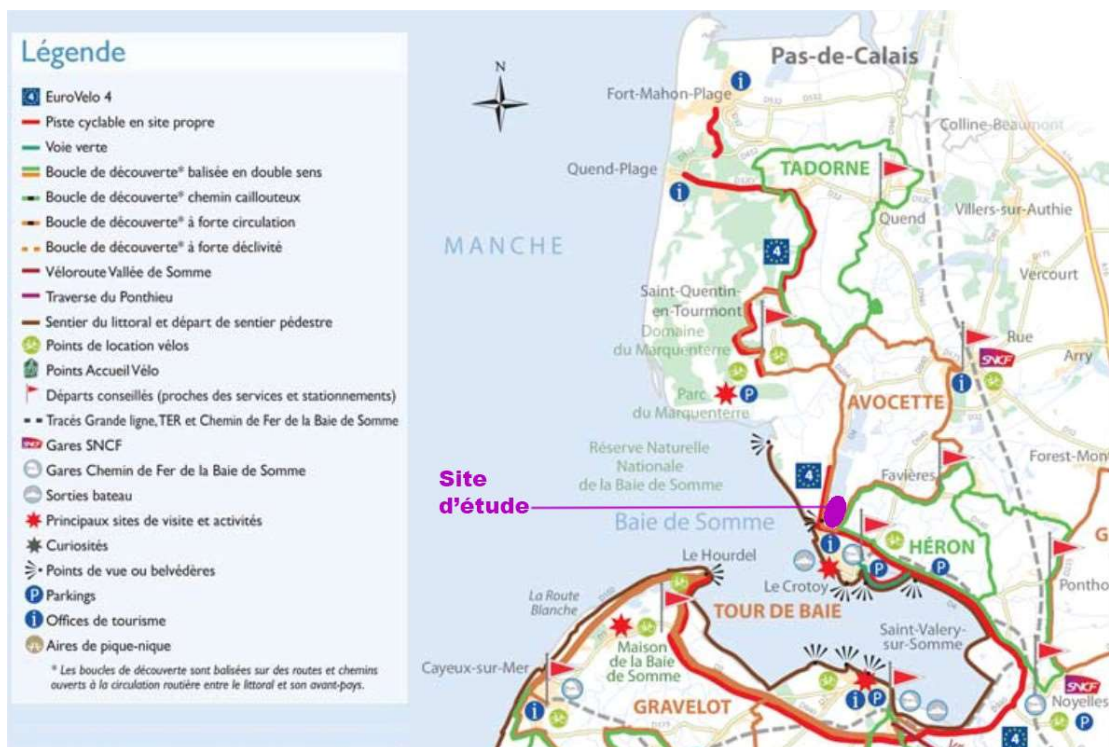 Légende
4 EuroVelo 4
Piste cyclable en site propre
Voie verte
Boucle de découverte* balisée en double sens
Boucle de découverte* chemin caillouteux
Boucle de découverte* à forte circulation
Boucle de découverte* à forte déclivité
Véloroute Vallée de Somme
Traverse du Ponthieu
Sentier du littoral et départ de sentier pédestre
Points de location vélos
Points Accueil Vélo
Départs conseillés (proches des services et stationnements)
Tracés Grande ligne, TER et Chemin de Fer de la Baie de Somme
SNCF Gares SNCF
Gares Chemin de Fer de la Baie de Somme
Sorties bateau
Principaux sites de visite et activités
Curiosités
Points de vue ou belvédères
P Parkings
i Offices de tourisme
Aires de pique-nique
* Les boucles de découverte sont balisées sur des routes et chemins
ouverts à la circulation routière entre le littoral et son avant-pays.
N
Pas-de-Calais
Fort-Mahon-Plage
Colline-Beaumont
Quend-Plage
TADORNE
Quend
Villers-sur-Authie
MANCHE
4
Vercourt
Saint-Quentin-
en-Tourmont
Domaine
du Marquenterre
Rue
SNCF
Arry
Parc
du Marquenterre
P
AVOCETTE
Réserve Naturelle
Nationale
de la Baie de Somme
4
Favières
Forest-Mont
Site
d'étude
Baie de Somme
HÉRON
Le Hourdel
Le Crotoy
P
P
La Route
Blanche
TOUR DE BAIE
Pontho
Saint-Valery-
sur-Somme
Cayeux-sur-Mer
Maison
de la Baie
de Somme
GRAVELOT
P
SNCF
Noyelles
P
4